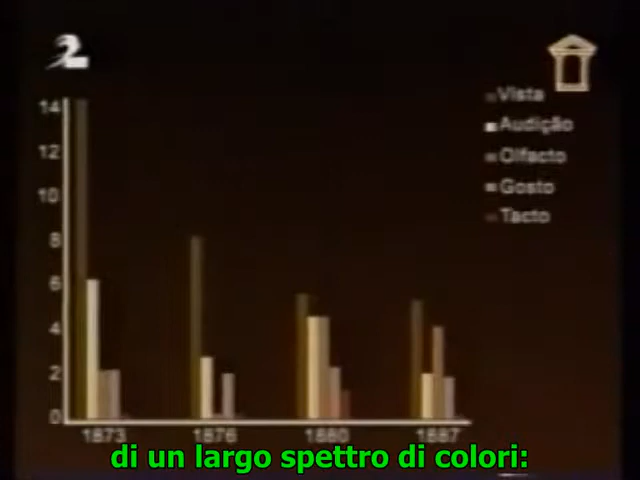 2
14
12
10
8
6
4
2
0
1873
1876
1880
1887
Vista
Audição
Olfacto
Gosto
Tacto
di un largo spettro di colori: